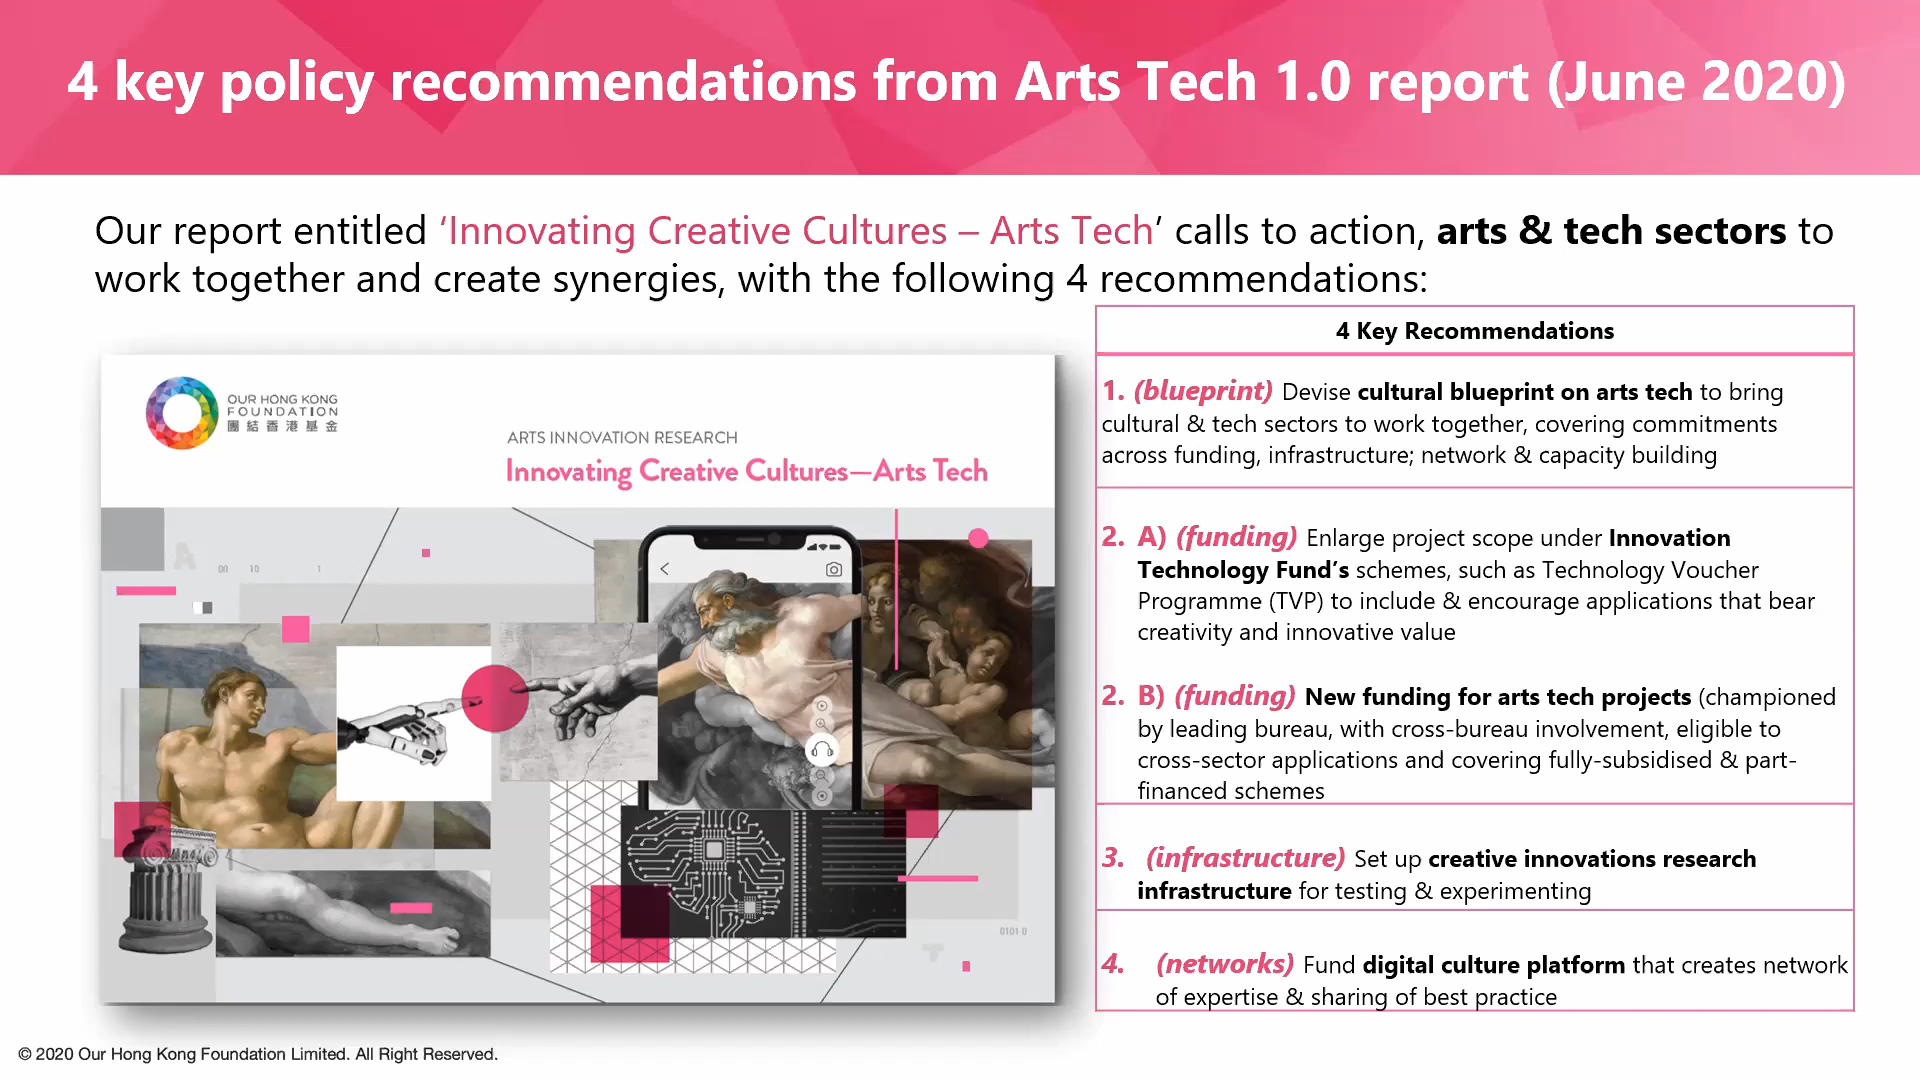 4 key policy recommendations from Arts Tech 1.0 report (June 2020)
Our report entitled ‘Innovating Creative Cultures – Arts Tech’ calls to action, arts & tech sectors to
work together and create synergies, with the following 4 recommendations:
OUR HONG KONG
FOUNDATION
團結香港基金
ARTS INNOVATION RESEARCH
Innovating Creative Cultures—Arts Tech
A
00 10 1
0101 0
T
4 Key Recommendations
1. (blueprint) Devise cultural blueprint on arts tech to bring
cultural & tech sectors to work together, covering commitments
across funding, infrastructure; network & capacity building
2. A) (funding) Enlarge project scope under Innovation
Technology Fund’s schemes, such as Technology Voucher
Programme (TVP) to include & encourage applications that bear
creativity and innovative value
2. B) (funding) New funding for arts tech projects (championed
by leading bureau, with cross-bureau involvement, eligible to
cross-sector applications and covering fully-subsidised & part-
financed schemes
3. (infrastructure) Set up creative innovations research
infrastructure for testing & experimenting
4. (networks) Fund digital culture platform that creates network
of expertise & sharing of best practice
© 2020 Our Hong Kong Foundation Limited. All Right Reserved.